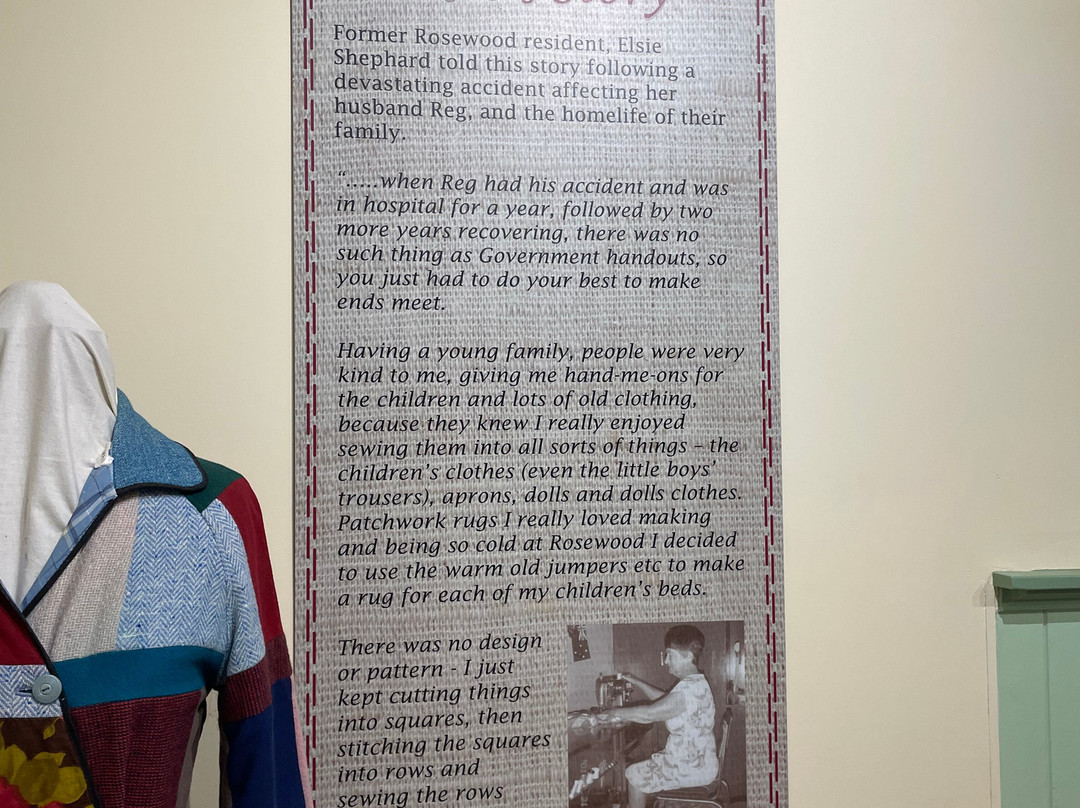 Story
Former Rosewood resident, Elsie
Shephard told this story following a
devastating accident affecting her
husband Reg, and the homelife of their
family.
“.....when Reg had his accident and was
in hospital for a year, followed by two
more years recovering, there was no
such thing as Government handouts, so
you just had to do your best to make
ends meet.
Having a young family, people were very
kind to me, giving me hand-me-ons for
the children and lots of old clothing,
because they knew I really enjoyed
sewing them into all sorts of things – the
children’s clothes (even the little boys’
trousers), aprons, dolls and dolls clothes.
Patchwork rugs I really loved making
and being so cold at Rosewood I decided
to use the warm old jumpers etc to make
a rug for each of my children’s beds.
There was no design
or pattern - I just
kept cutting things
into squares, then
stitching the squares
into rows and
sewing the rows